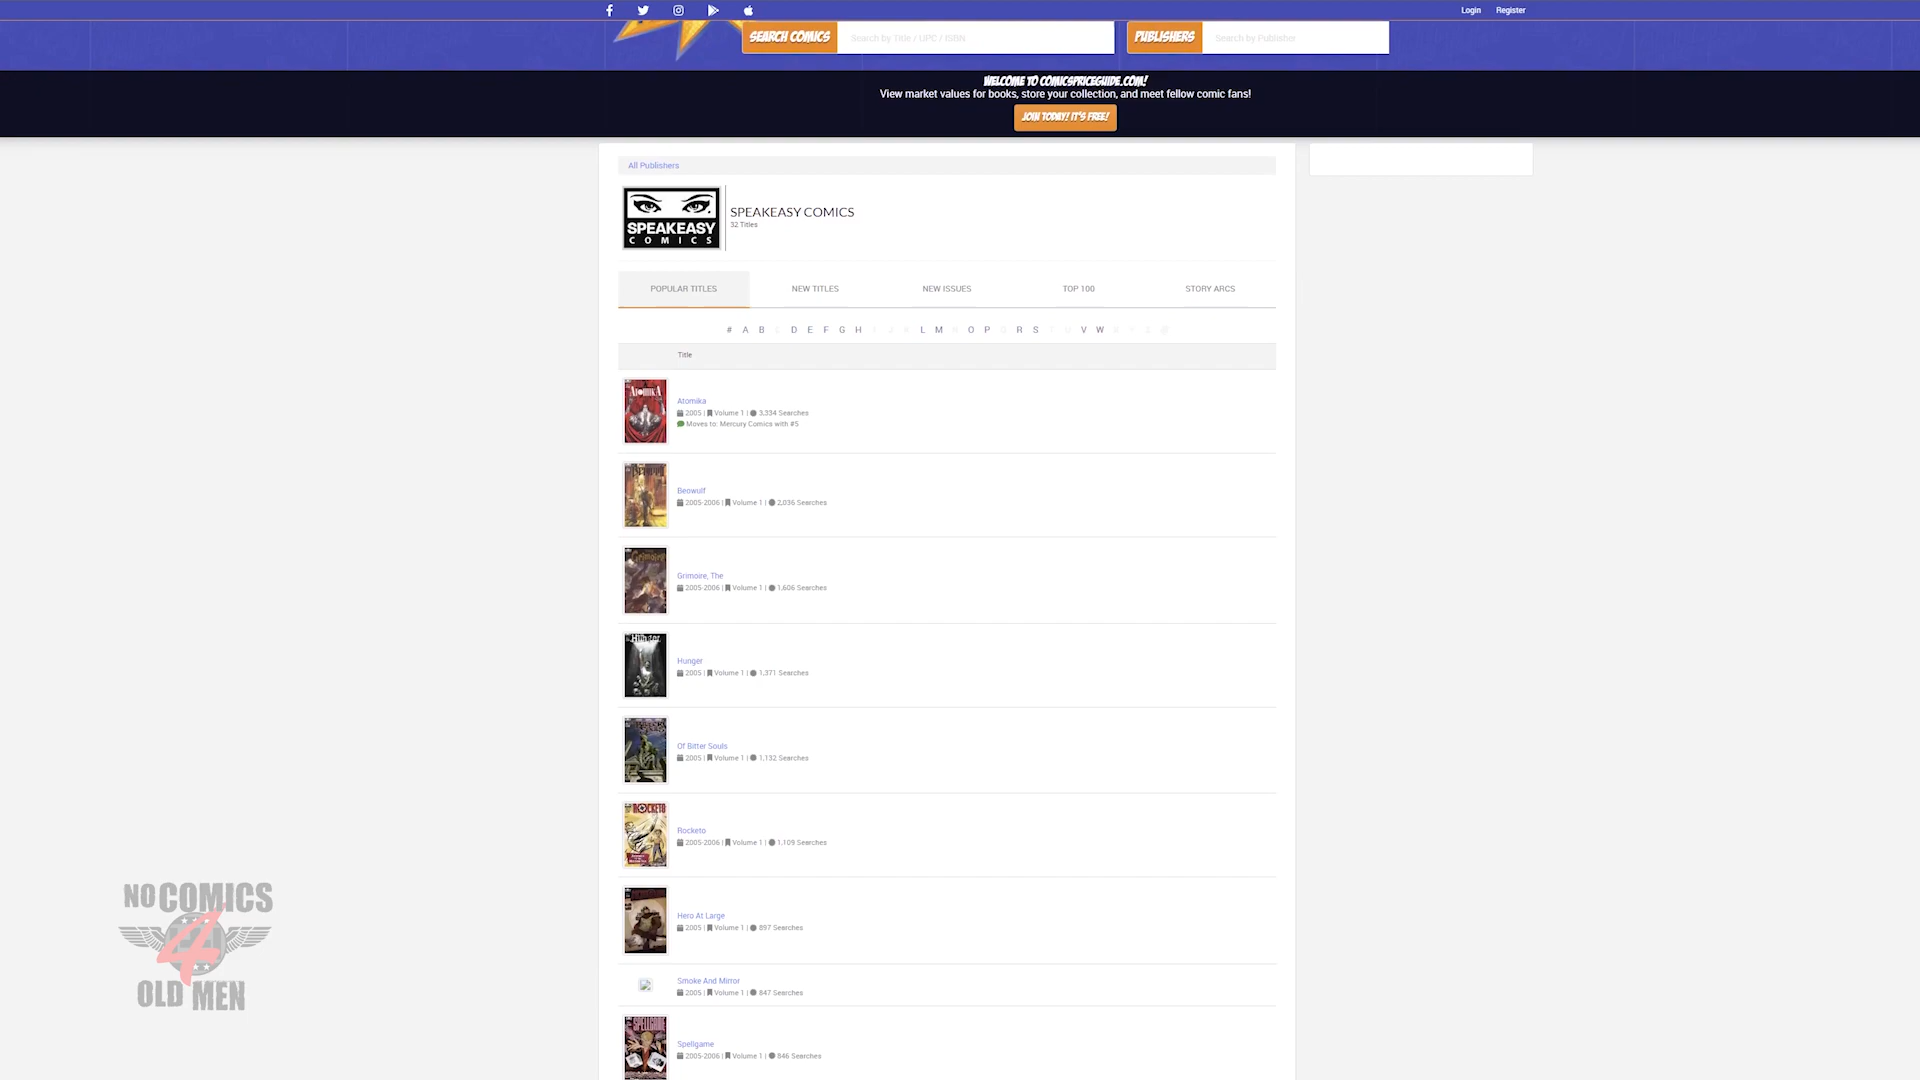 Login Register
SEARCH COMICS Search by Title / UPC / ISBN PUBLISHERS Search by Publisher
WELCOME TO COMICSPRICEGUIDE.COM!
View market values for books, store your collection, and meet fellow comic fans!
JOIN TODAY! IT'S FREE!
All Publishers
SPEAKEASY
COMICS
SPEAKEASY COMICS
32 Titles
POPULAR TITLES NEW TITLES NEW ISSUES TOP 100 STORY ARCS
# A B C D E F G H I J K L M N O P Q R S T U V W X Y Z @
Title
ATOMIKA
Atomika
2005 | Volume 1 | 3,334 Searches
Moves to: Mercury Comics with #5
Beowulf
2005-2006 | Volume 1 | 2,036 Searches
Grimoire
Grimoire, The
2005-2006 | Volume 1 | 1,606 Searches
Hunger
2005 | Volume 1 | 1,371 Searches
Of Bitter Souls
2005 | Volume 1 | 1,132 Searches
ROCKETO
Rocketo
2005-2006 | Volume 1 | 1,109 Searches
Hero At Large
2005 | Volume 1 | 897 Searches
Smoke And Mirror
2005 | Volume 1 | 847 Searches
SPELLGAME
Spellgame
2005-2006 | Volume 1 | 846 Searches
NO COMICS
4
OLD MEN